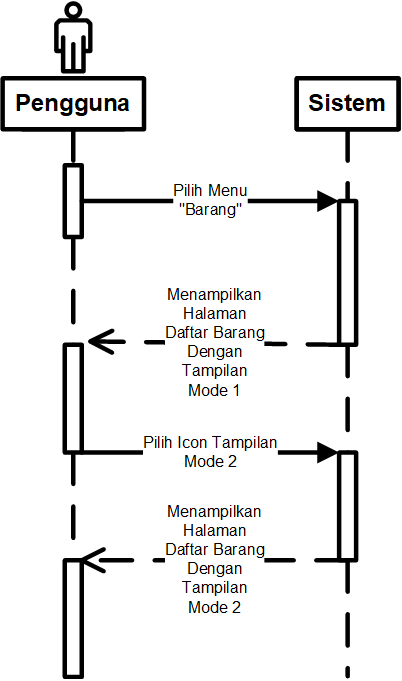 Pengguna
Sistem
Pilih Menu
"Barang"
Menampilkan
Halaman
Daftar Barang
Dengan
Tampilan
Mode 1
Pilih Icon Tampilan
Mode 2
Menampilkan
Halaman
Daftar Barang
Dengan
Tampilan
Mode 2